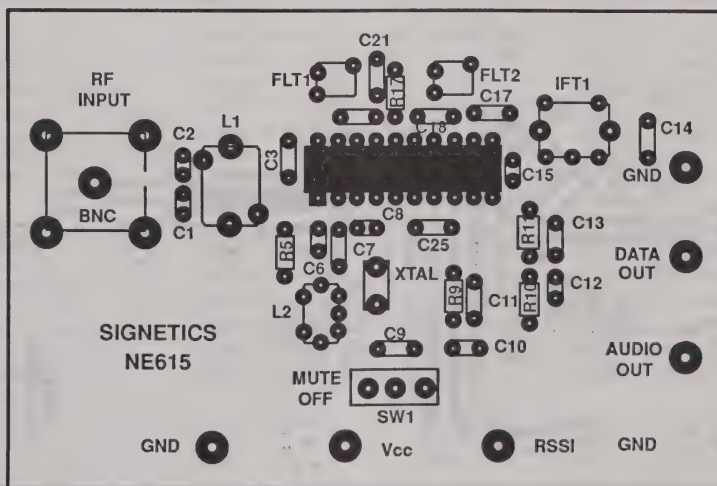 C21
RF
INPUT
FLT1
R17
FLT2
IFT1
C2
L1
C3
C18
C17
C14
GND
C15
BNC
C1
R5
C6
C7
C8
C25
C13
DATA
OUT
XTAL
R9
C11
R10
C12
L2
SIGNETICS
NE615
C9
C10
AUDIO
OUT
MUTE
OFF
SW1
GND
Vcc
RSSI
GND